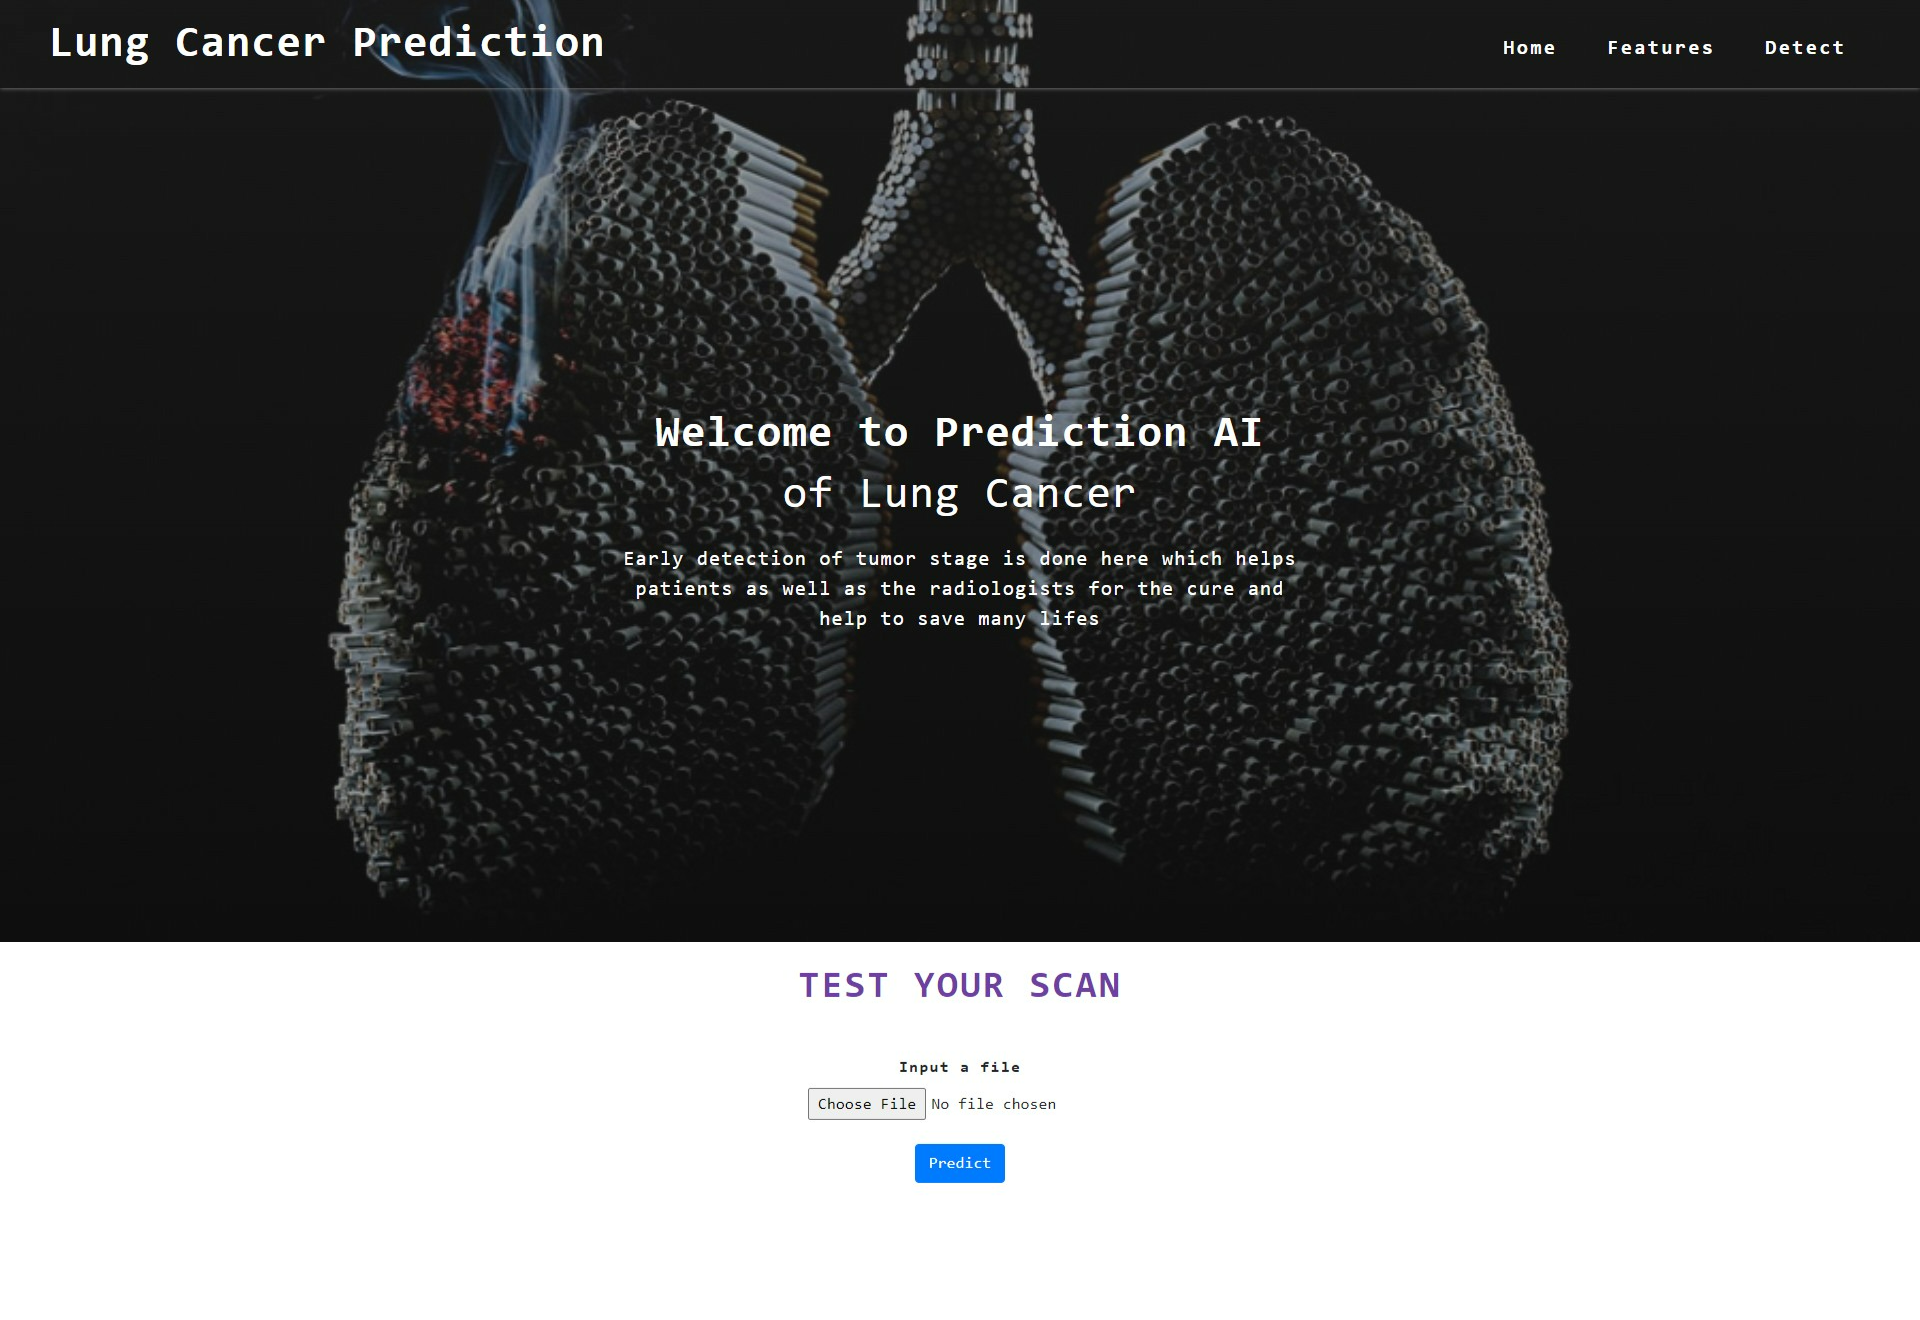 Lung Cancer Prediction
Home Features Detect
Welcome to Prediction AI
of Lung Cancer
Early detection of tumor stage is done here which helps
patients as well as the radiologists for the cure and
help to save many lifes
TEST YOUR SCAN
Input a file
Choose File No file chosen
Predict